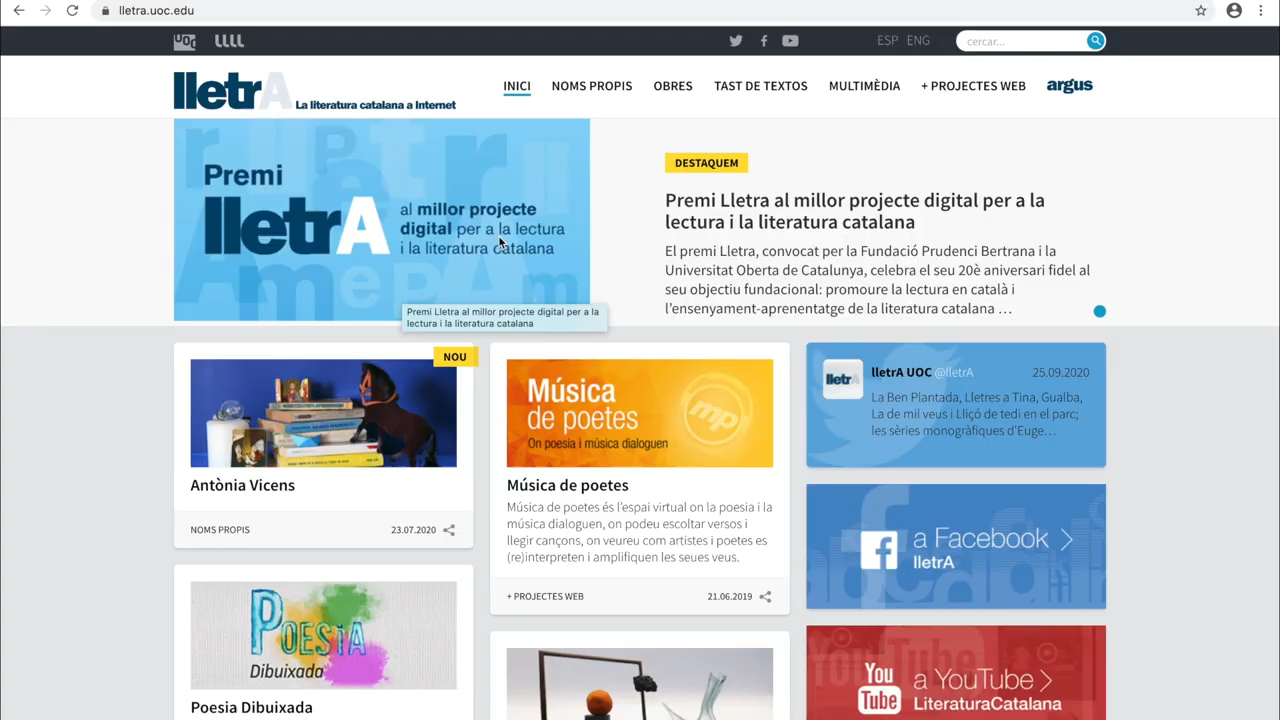 lletra.uoc.edu
UOC
LLLL
ESP ENG
cercar...
lletrA La literatura catalana a Internet
INICI NOMS PROPIS OBRES TAST DE TEXTOS MULTIMÈDIA + PROJECTES WEB argus
Premi
lletrA
al millor projecte
digital per a la lectura
i la literatura catalana
Premi Lletra al millor projecte digital per a la
lectura i la literatura catalana
DESTAQUEM
Premi Lletra al millor projecte digital per a la
lectura i la literatura catalana
El premi Lletra, convocat per la Fundació Prudenci Bertrana i la
Universitat Oberta de Catalunya, celebra el seu 20è aniversari fidel al
seu objectiu fundacional: promoure la lectura en català i
l'ensenyament-aprenentatge de la literatura catalana …
NOU
Antònia Vicens
NOMS PROPIS 23.07.2020
Poesia
Dibuixada
Poesia Dibuixada
Música
de poetes
mp
On poesia i música dialoguen
Música de poetes
Música de poetes és l'espai virtual on la poesia i la
música dialoguen, on podeu escoltar versos i
llegir cançons, on veureu com artistes i poetes es
(re)interpreten i amplifiquen les seues veus.
+ PROJECTES WEB 21.06.2019
lletrA
lletrA UOC @lletrA 25.09.2020
La Ben Plantada, Lletres a Tina, Gualba,
La de mil veus i Lliçó de tedi en el parc;
les sèries monogràfiques d'Euge…
a Facebook
lletrA
You
Tube
a YouTube
LiteraturaCatalana